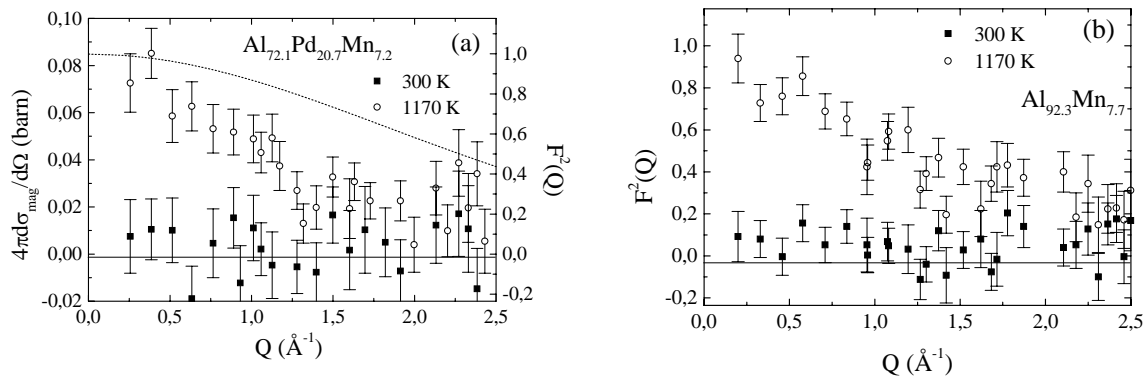 (a)
Al72.1Pd20.7Mn7.2
300 K
1170 K
4πdσmag/dΩ (barn)
0,10
0,08
0,06
0,04
0,02
0,00
-0,02
1,0
0,8
0,6
0,4
0,2
0,0
-0,2
F²(Q)
0,0 0,5 1,0 1,5 2,0 2,5
Q (Å⁻¹)
(b)
300 K
1170 K
Al92.3Mn7.7
F²(Q)
1,0
0,8
0,6
0,4
0,2
0,0
-0,2
0,0 0,5 1,0 1,5 2,0 2,5
Q (Å⁻¹)